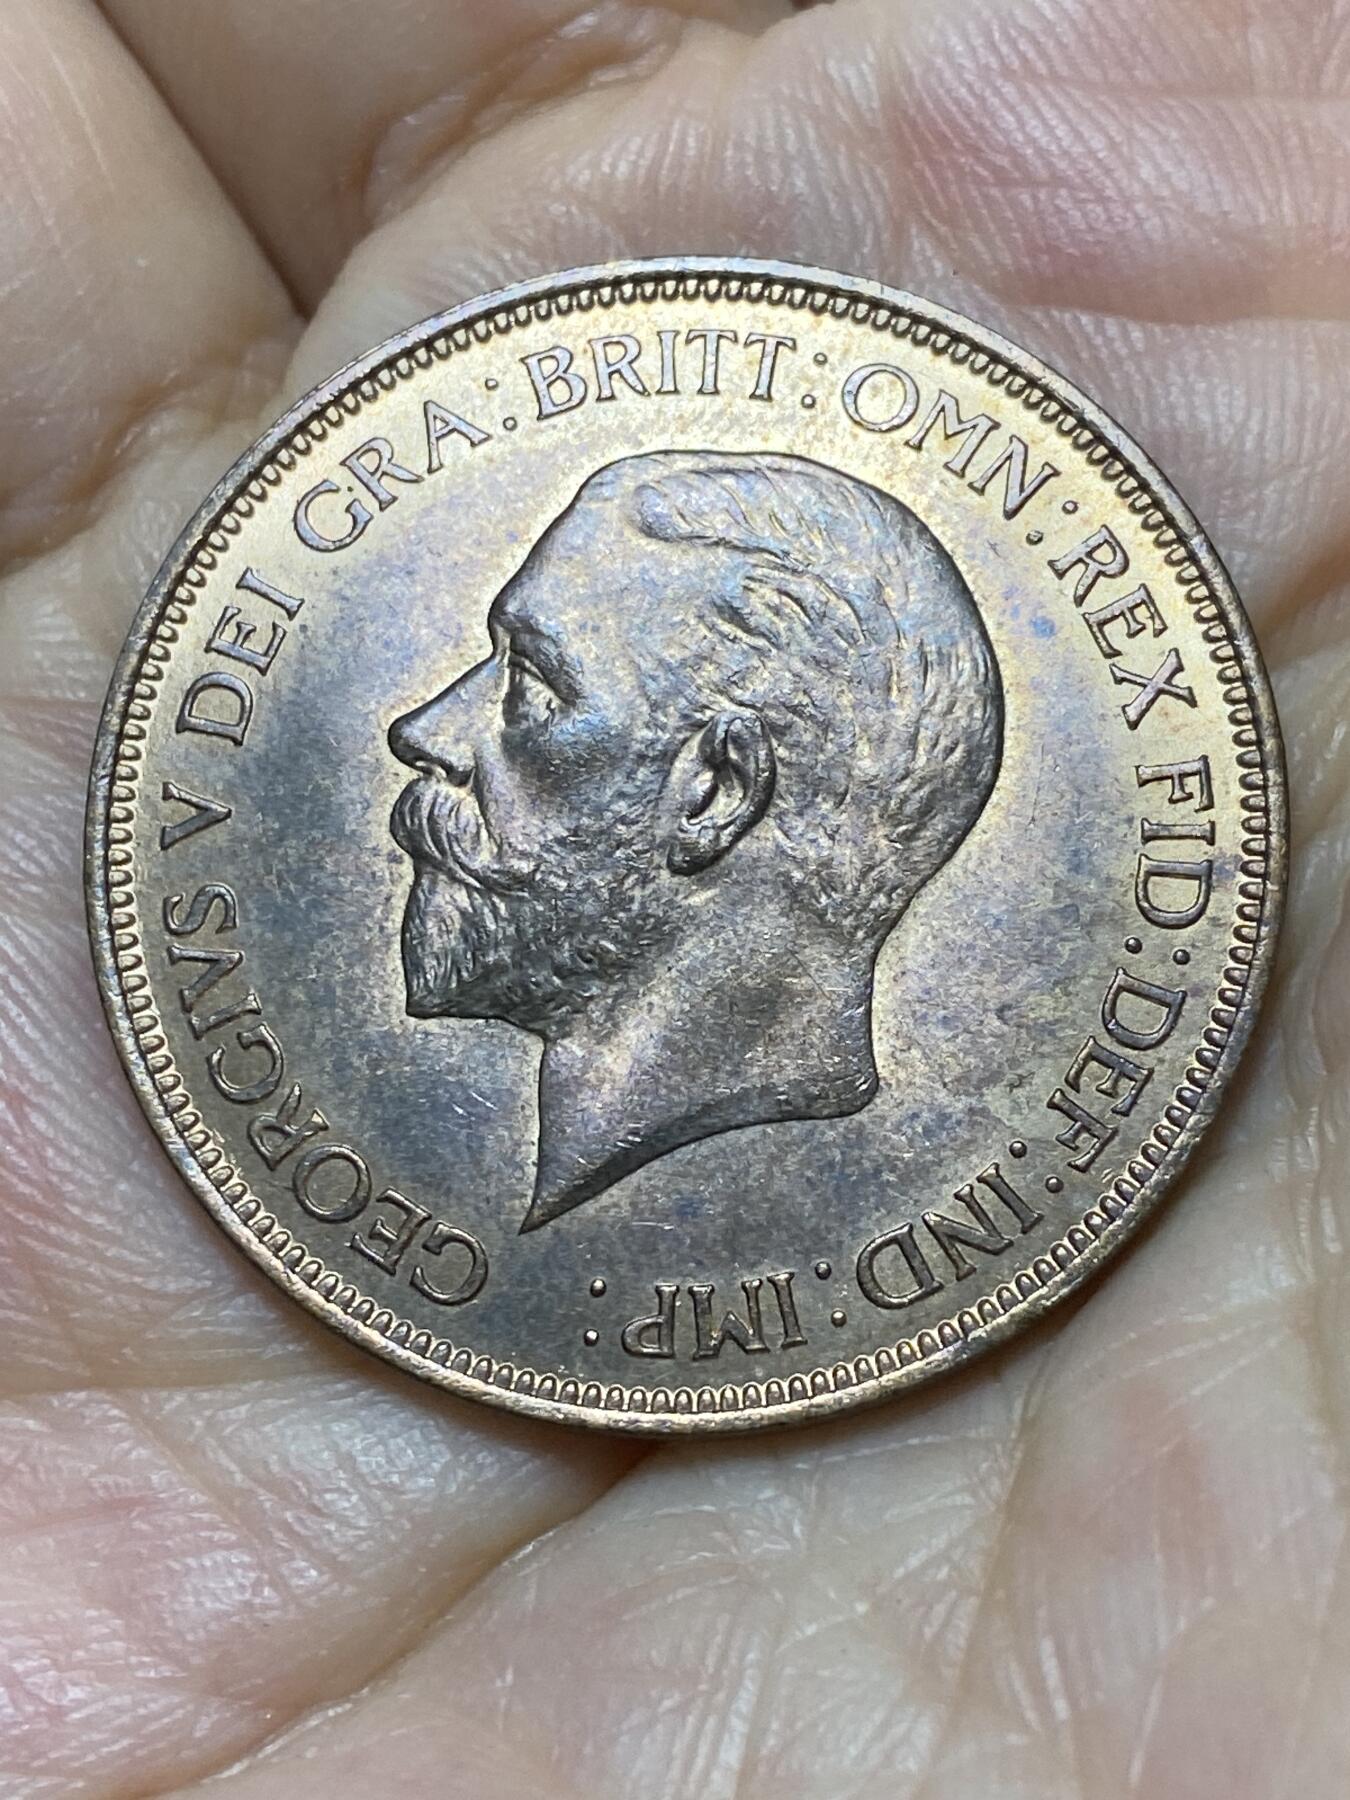 GEORGIVS V DEI GRA: BRITT: OMN: REX FID: DEF: IND: IMP: